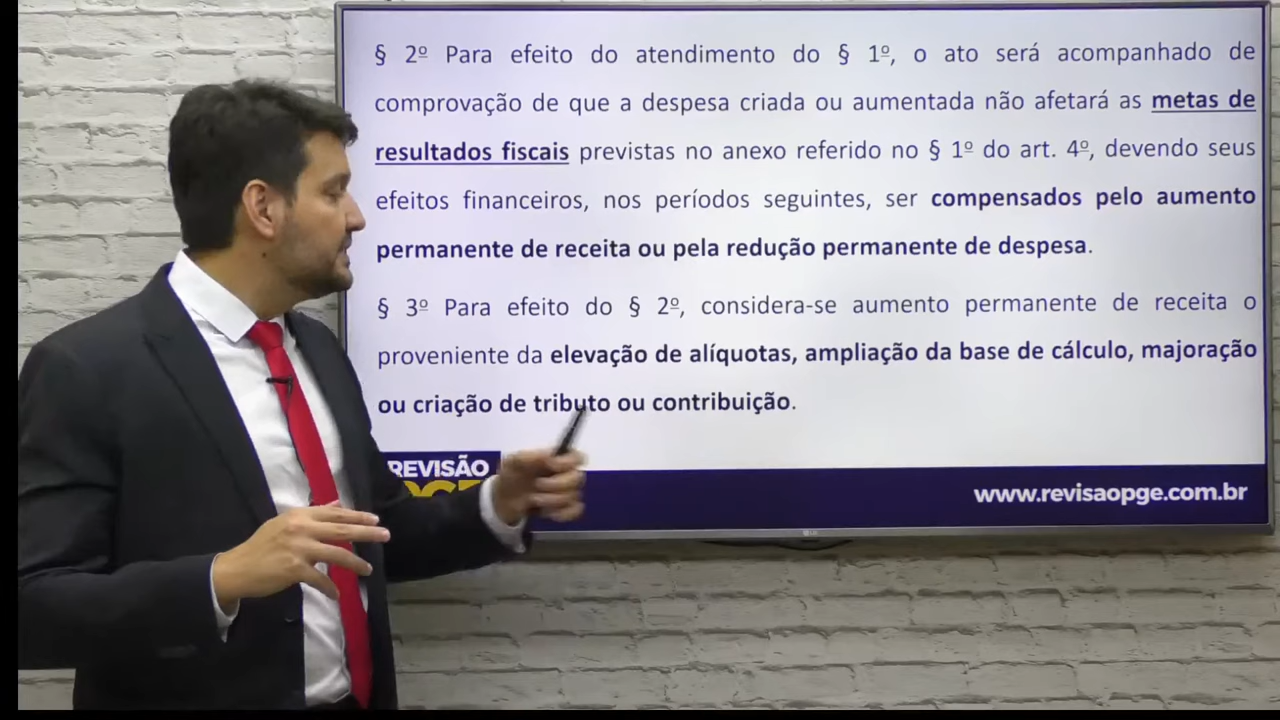 § 2º Para efeito do atendimento do § 1º, o ato será acompanhado de
comprovação de que a despesa criada ou aumentada não afetará as metas de
resultados fiscais previstas no anexo referido no § 1º do art. 4º, devendo seus
efeitos financeiros, nos períodos seguintes, ser compensados pelo aumento
permanente de receita ou pela redução permanente de despesa.
§ 3º Para efeito do § 2º, considera-se aumento permanente de receita o
proveniente da elevação de alíquotas, ampliação da base de cálculo, majoração
ou criação de tributo ou contribuição.
REVISÃO
PGE
www.revisaopge.com.br
LG